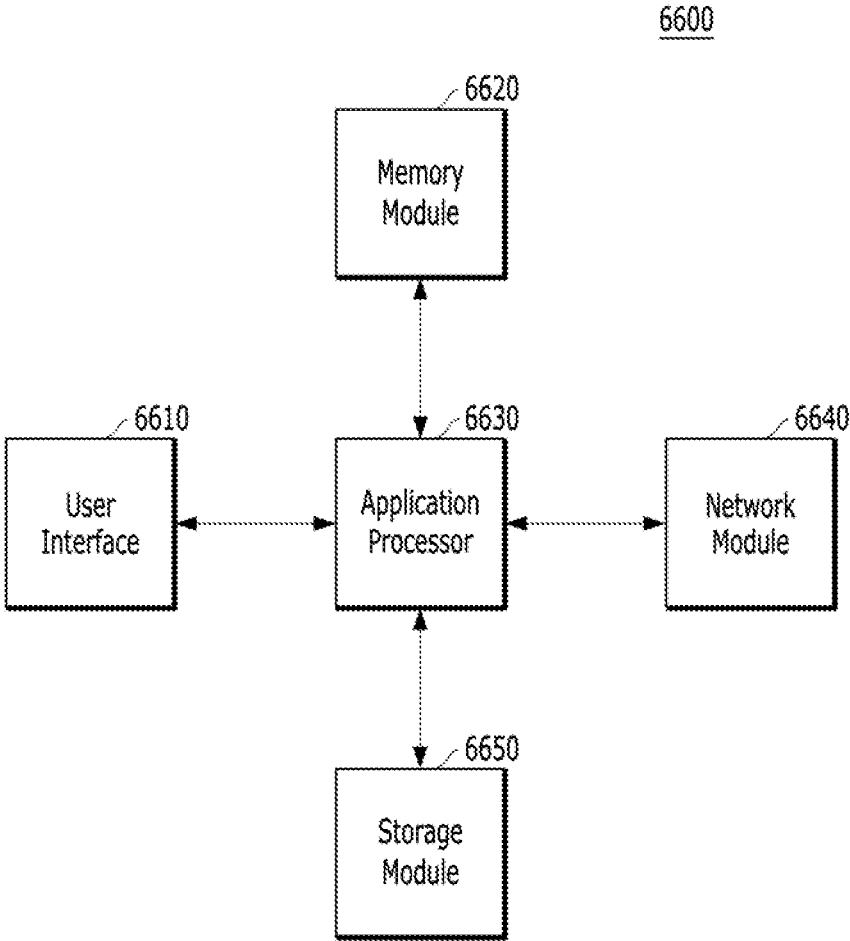 6600
6620
Memory
Module
6610
User
Interface
6630
Application
Processor
6640
Network
Module
6650
Storage
Module